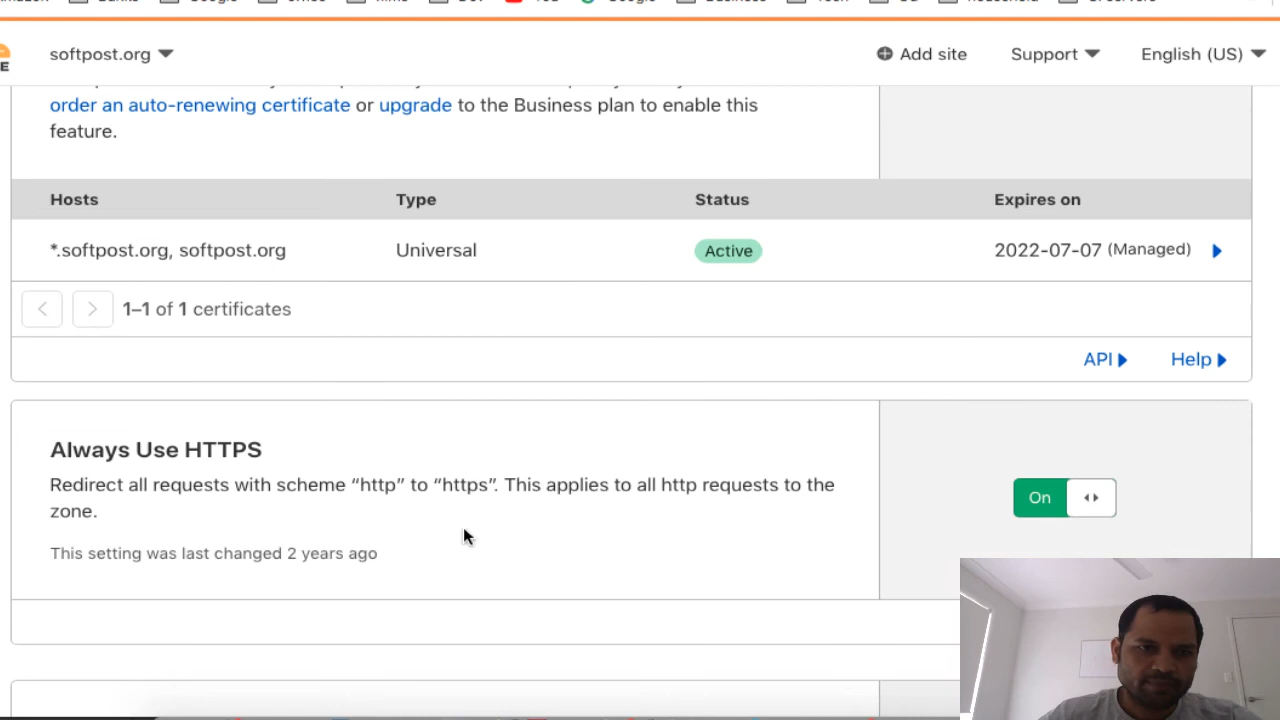 softpost.org
Add site
Support
English (US)
order an auto-renewing certificate or upgrade to the Business plan to enable this
feature.
Hosts Type Status Expires on
*.softpost.org, softpost.org Universal Active 2022-07-07 (Managed)
1–1 of 1 certificates
API Help
Always Use HTTPS
Redirect all requests with scheme “http” to “https”. This applies to all http requests to the
zone.
On
This setting was last changed 2 years ago